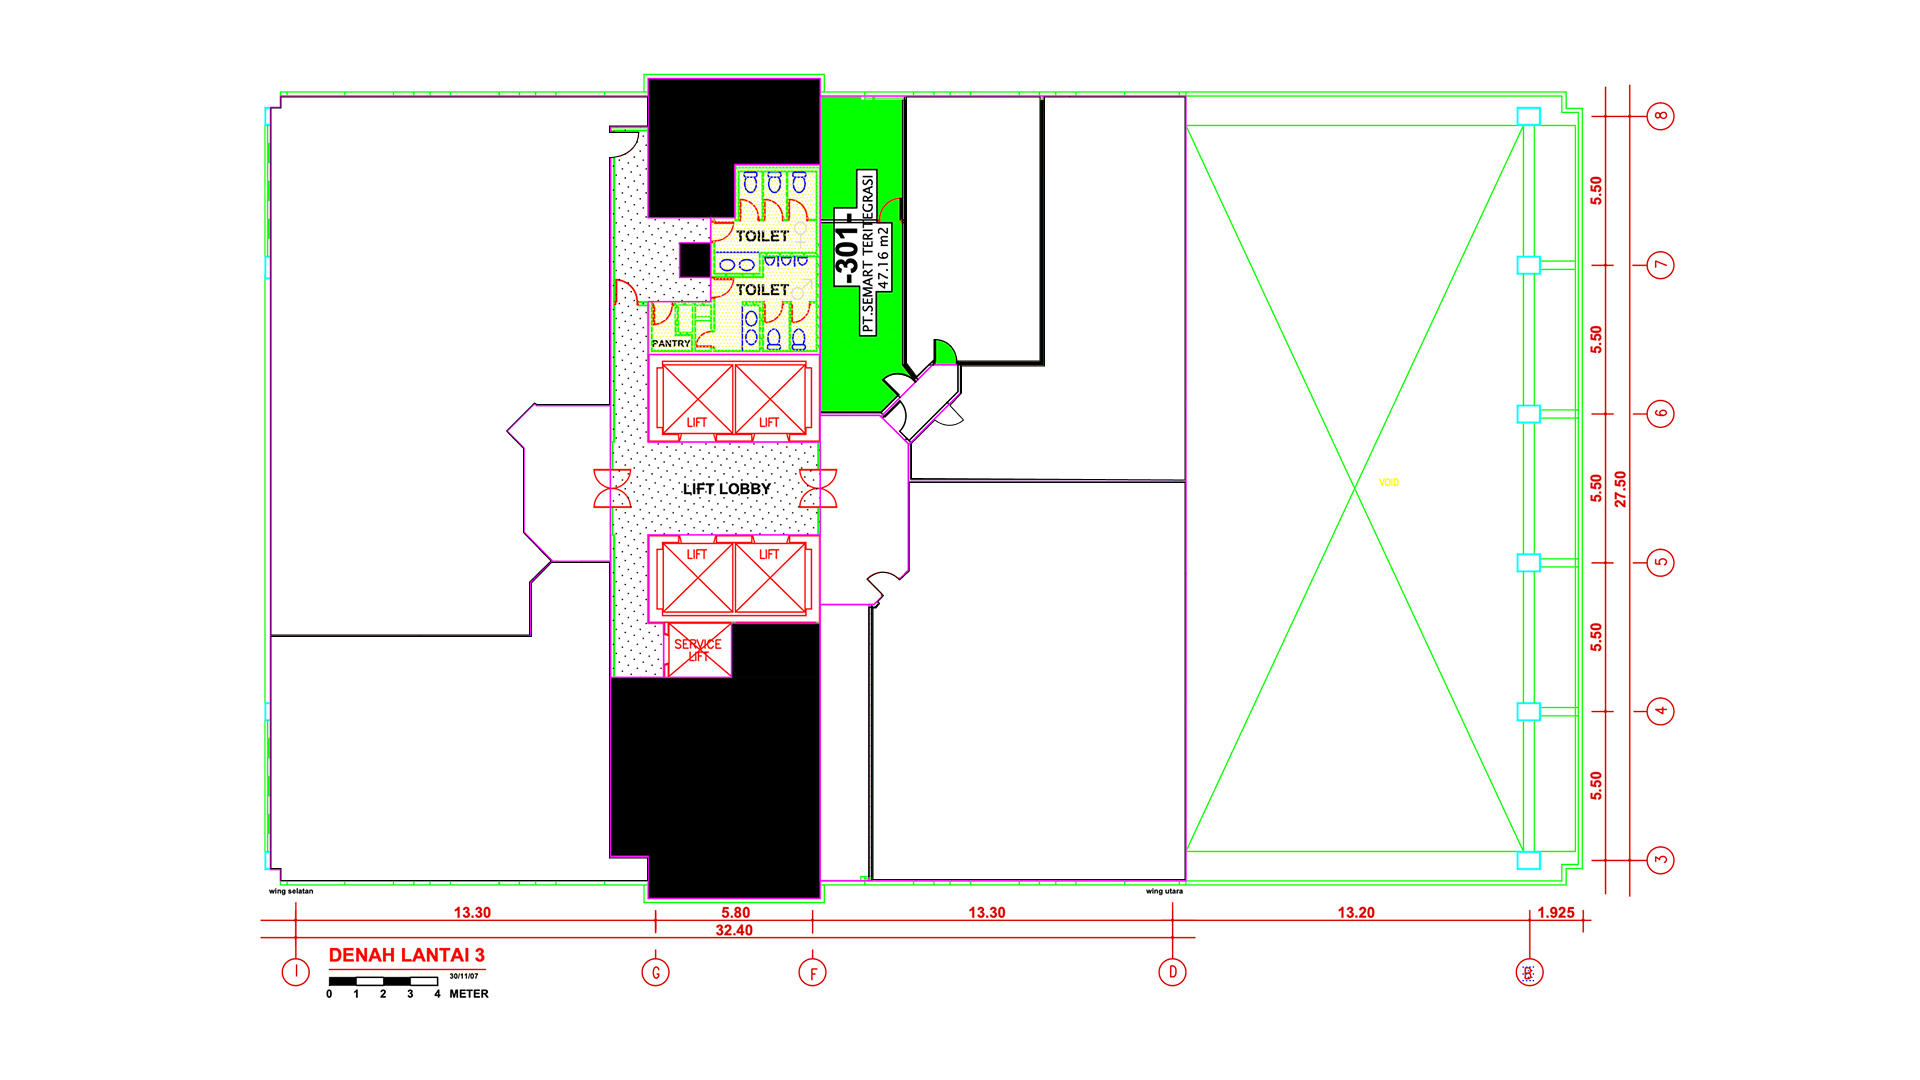 TOILET
TOILET
PANTRY
-301-
PT.SEMART TERITEGRASI
47.16 m2
LIFT
LIFT
LIFT LOBBY
LIFT
LIFT
SERVICE
LIFT
VOID
8
7
6
5
4
3
5.50
5.50
5.50
5.50
5.50
27.50
wing selatan
wing utara
13.30
5.80
13.30
13.20
1.925
32.40
I
G
F
D
B
DENAH LANTAI 3
30/11/07
0 1 2 3 4 METER